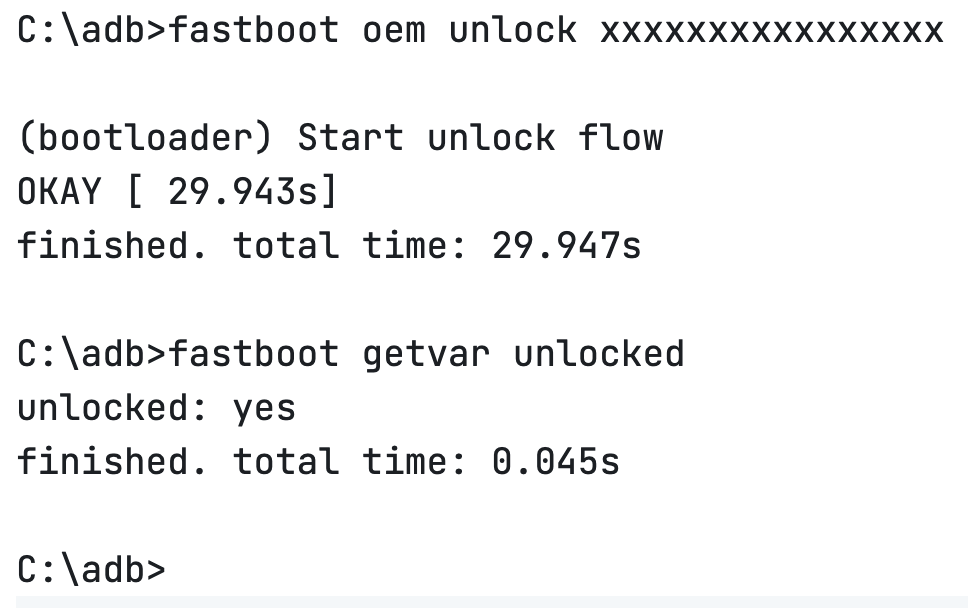 C:\adb>fastboot oem unlock xxxxxxxxxxxxxxxx
(bootloader) Start unlock flow
OKAY [ 29.943s]
finished. total time: 29.947s
C:\adb>fastboot getvar unlocked
unlocked: yes
finished. total time: 0.045s
C:\adb>